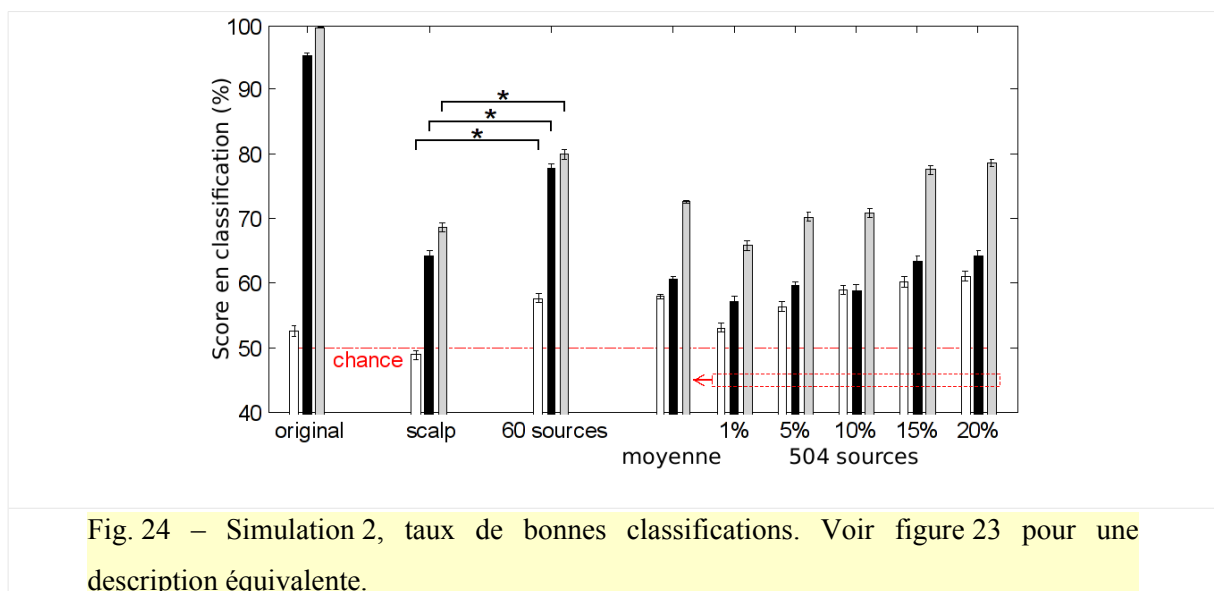 Score en classification (%)
100
90
80
70
60
50
40
*
*
*
chance
original scalp 60 sources 1% 5% 10% 15% 20%
moyenne 504 sources
Fig. 24 – Simulation 2, taux de bonnes classifications. Voir figure 23 pour une
description équivalente.